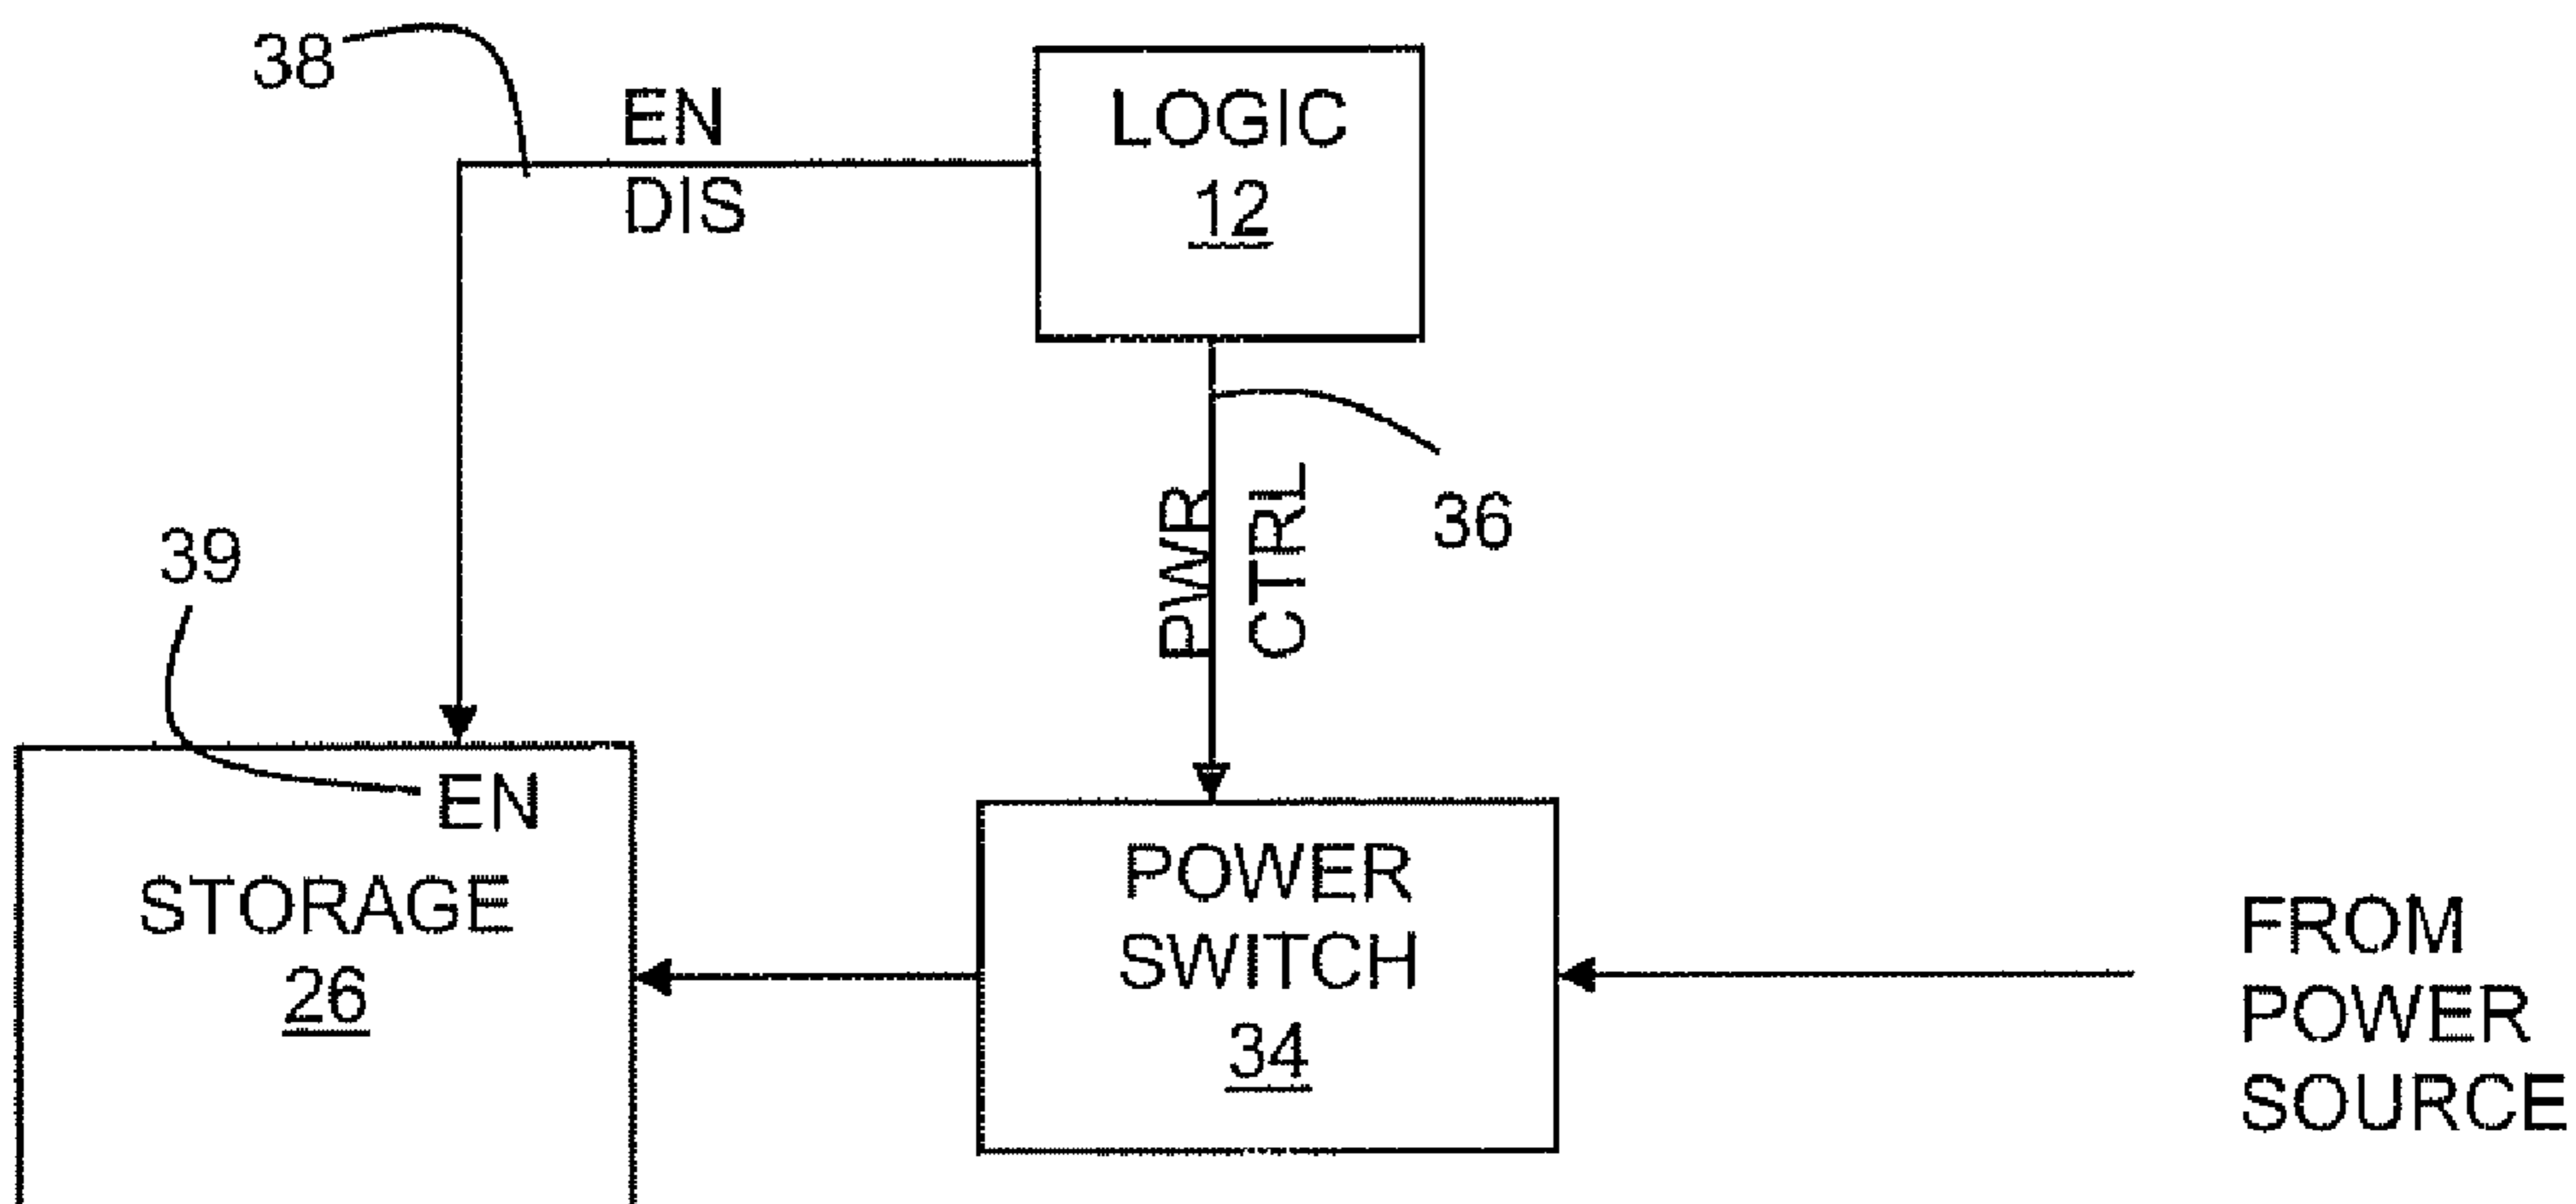 38
EN
DIS
LOGIC
12
36
PWR
CTRL
39
EN
STORAGE
26
POWER
SWITCH
34
FROM
POWER
SOURCE